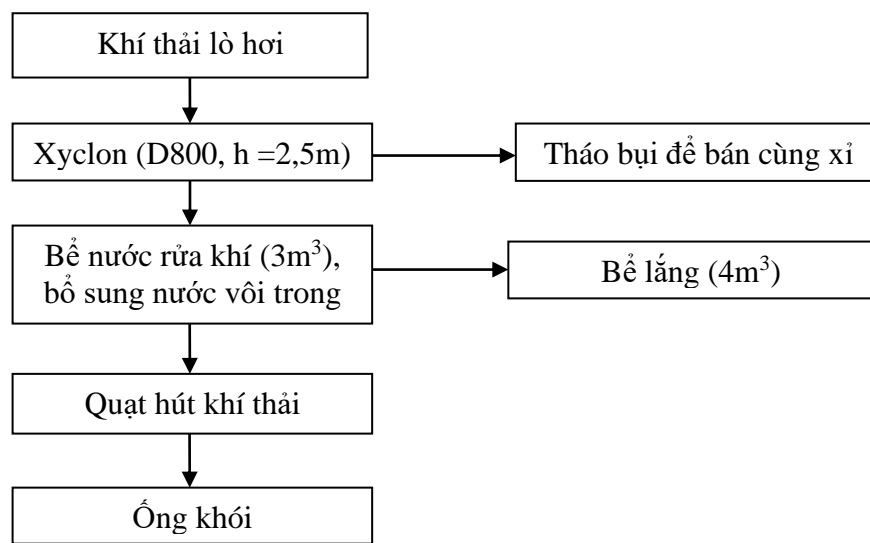 Khí thải lò hơi
Xyclon (D800, h =2,5m)
Tháo bụi để bán cùng xỉ
Bể nước rửa khí (3m³),
bổ sung nước vôi trong
Bể lắng (4m³)
Quạt hút khí thải
Ống khói